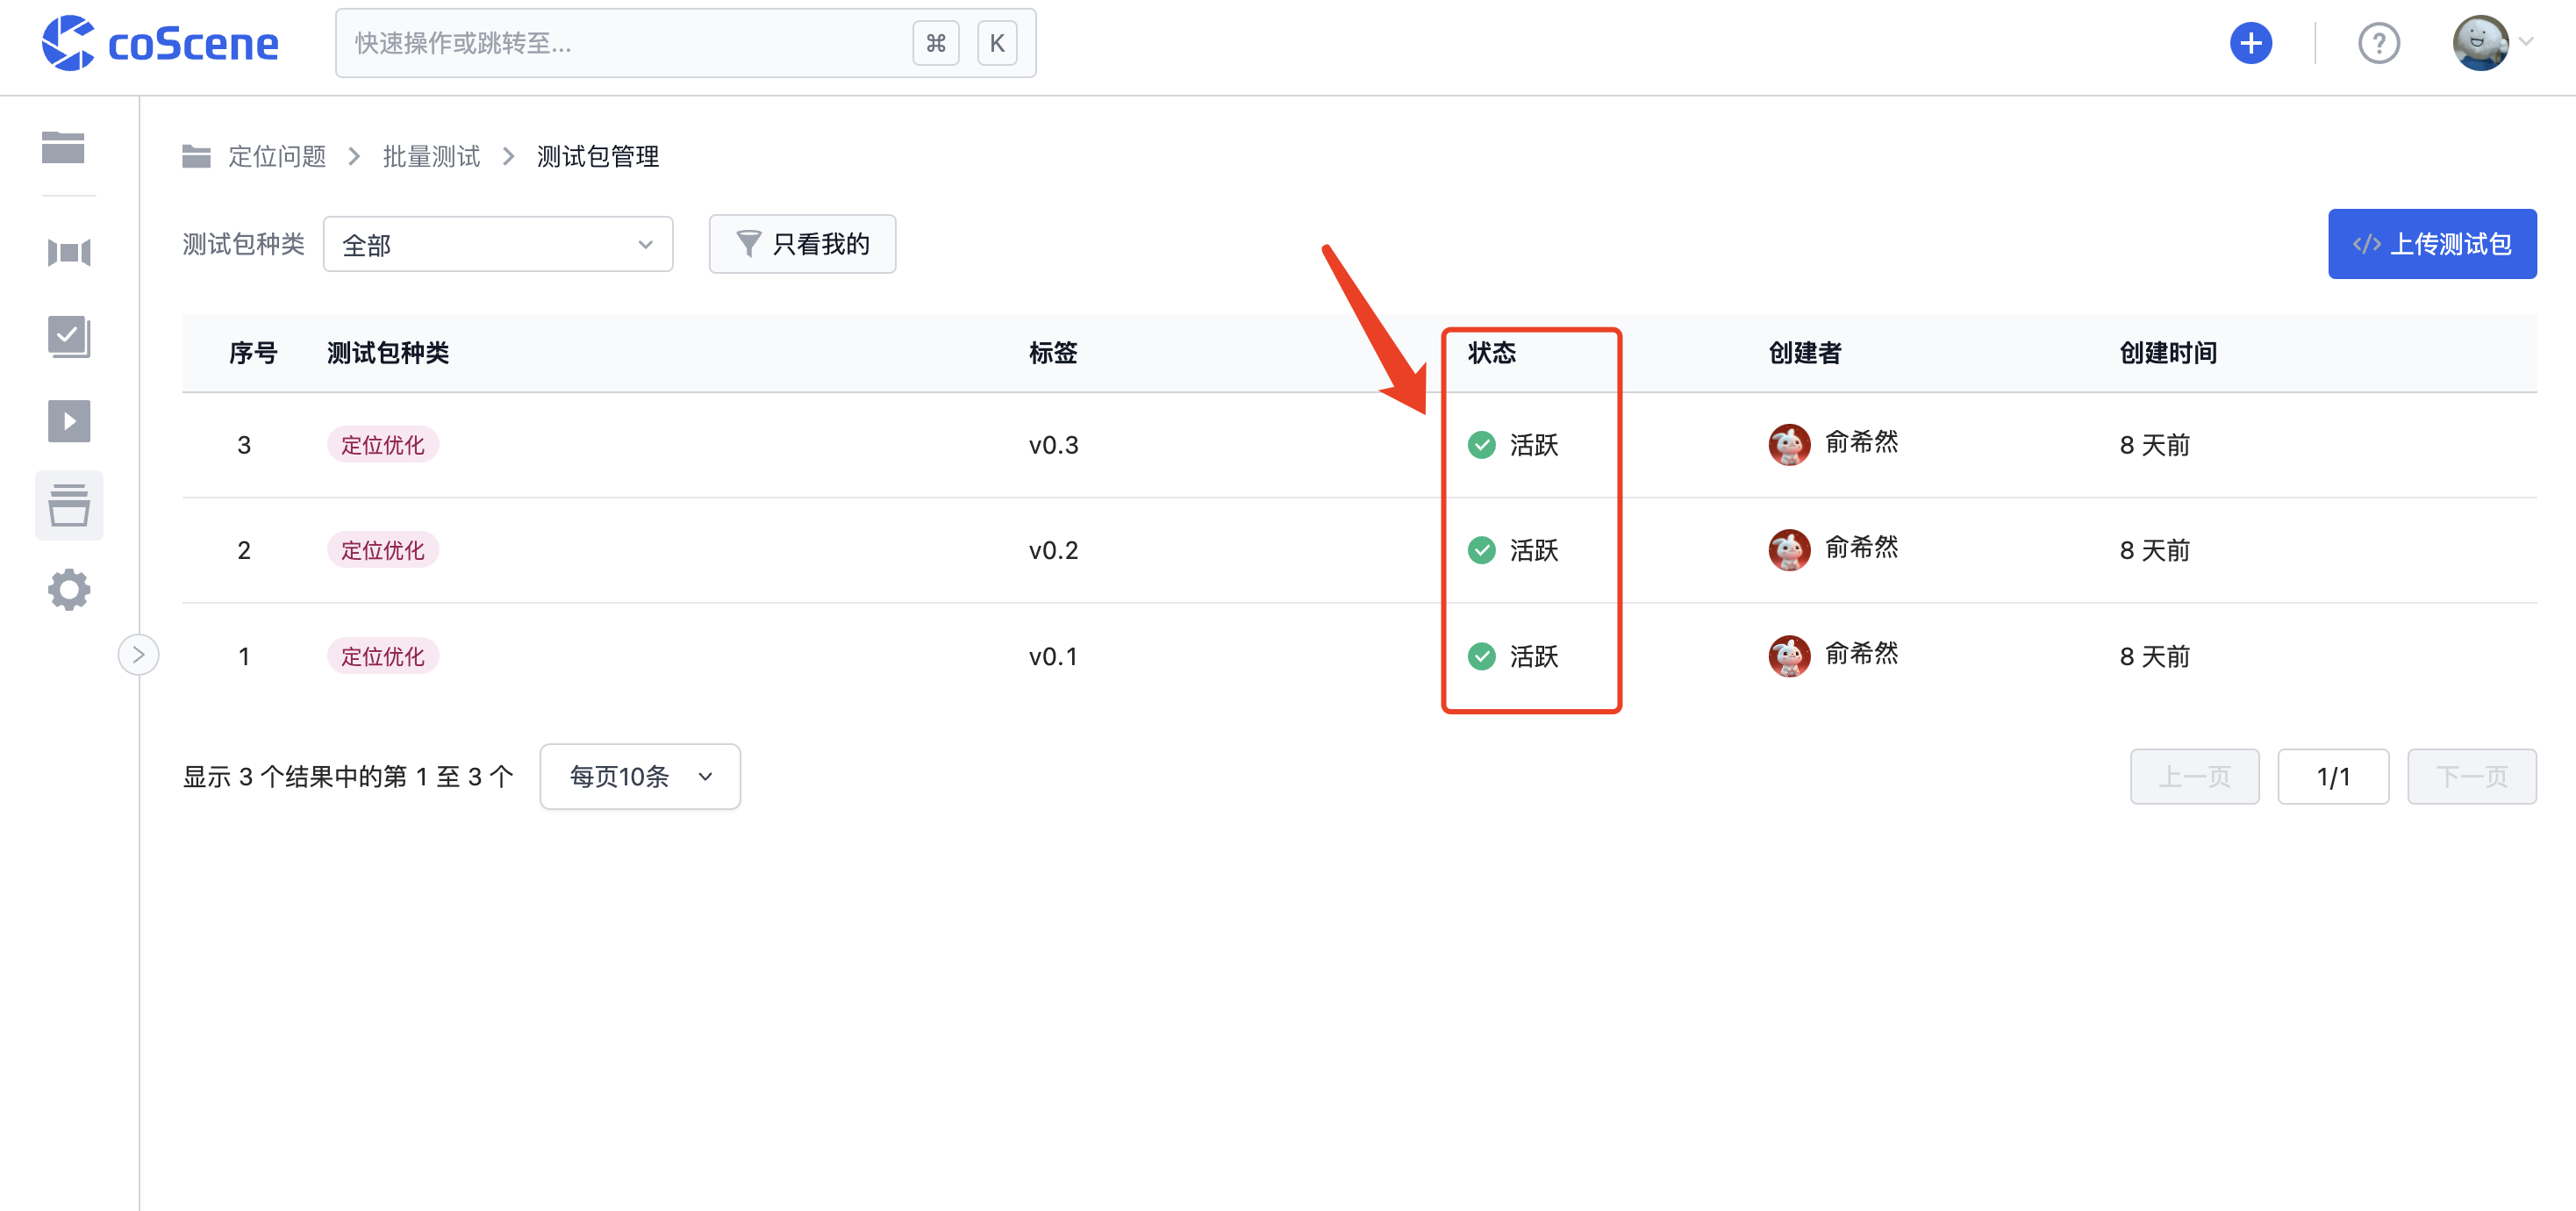 coScene 快速操作或跳转至... ⌘ K
定位问题 > 批量测试 > 测试包管理
测试包种类 全部 只看我的 </> 上传测试包
序号 测试包种类 标签 状态 创建者 创建时间
3 定位优化 v0.3 活跃 俞希然 8 天前
2 定位优化 v0.2 活跃 俞希然 8 天前
1 定位优化 v0.1 活跃 俞希然 8 天前
显示 3 个结果中的第 1 至 3 个 每页10条 上一页 1/1 下一页